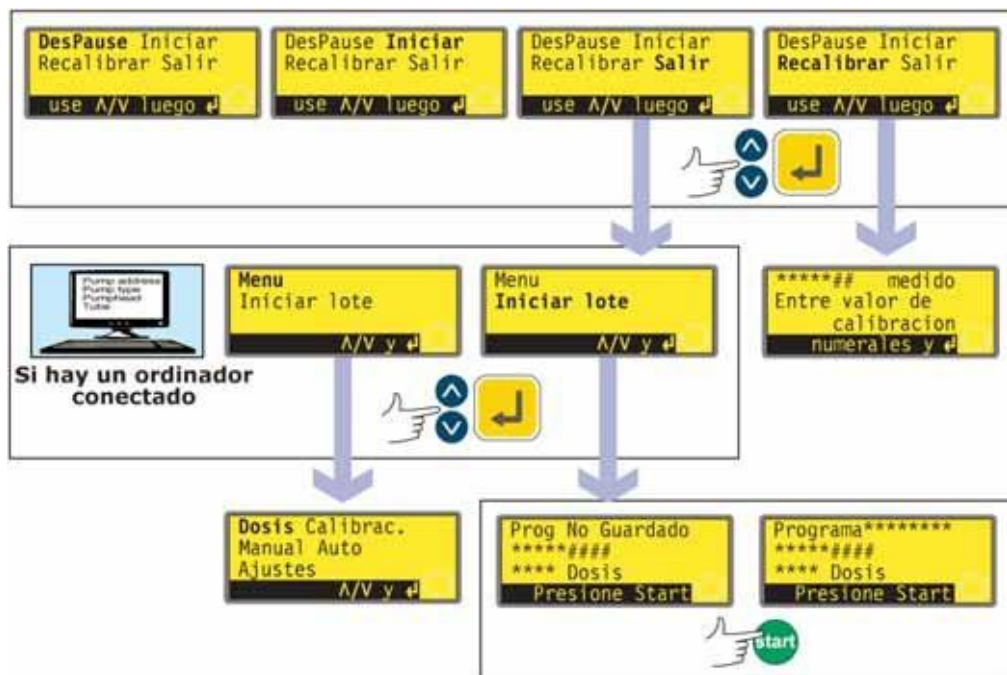 DesPause Iniciar
Recalibrar Salir
use Λ/V luego ↵
DesPause Iniciar
Recalibrar Salir
use Λ/V luego ↵
DesPause Iniciar
Recalibrar Salir
use Λ/V luego ↵
DesPause Iniciar
Recalibrar Salir
use Λ/V luego ↵
Pump address
Pump type
Pumphead
Tube
Si hay un ordinador
conectado
Menu
Iniciar lote
Λ/V y ↵
Menu
Iniciar lote
Λ/V y ↵
*****## medido
Entre valor de
calibracion
numerales y ↵
Dosis Calibrac.
Manual Auto
Ajustes
Λ/V y ↵
Prog No Guardado
*****####
**** Dosis
Presione Start
Programa********
*****####
**** Dosis
Presione Start
start